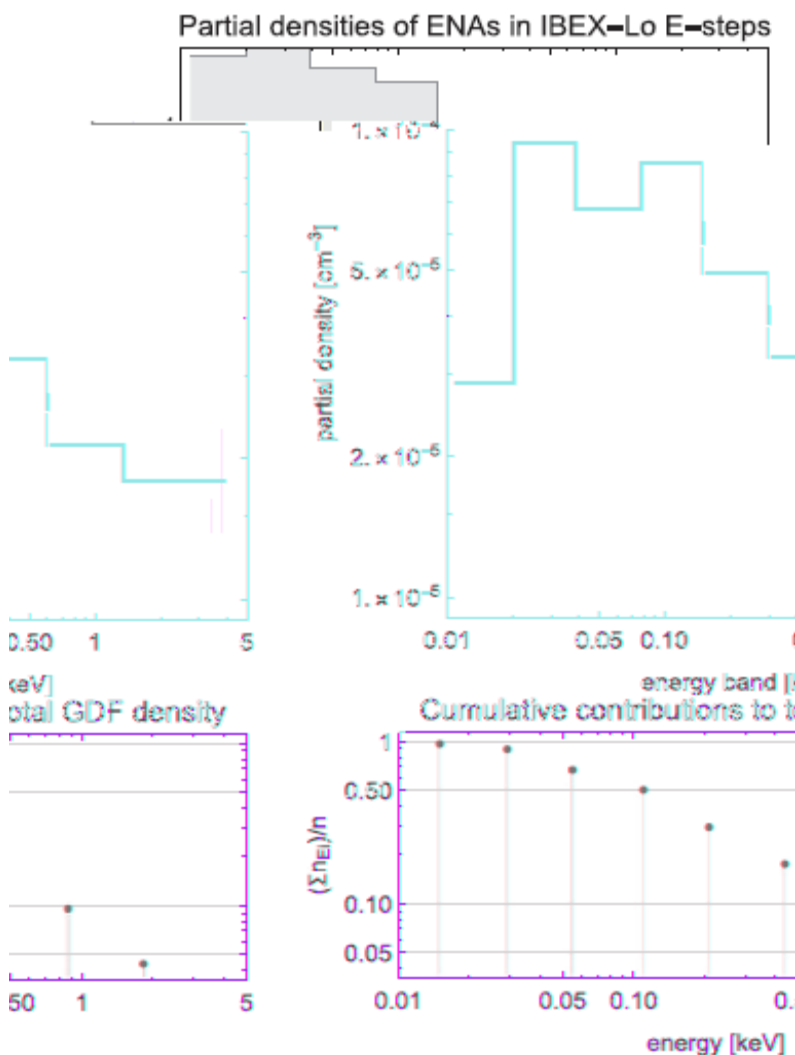 Partial densities of ENAs in IBEX–Lo E–steps
partial density [cm⁻³]
5. × 10⁻⁵
2. × 10⁻⁵
1. × 10⁻⁵
0.50 1 5
0.01 0.05 0.10
keV]
energy band [
otal GDF density
Cumulative contributions to t
(Σn_Ei)/n
1
0.50
0.10
0.05
50 1 5
0.01 0.05 0.10 0.
energy [keV]